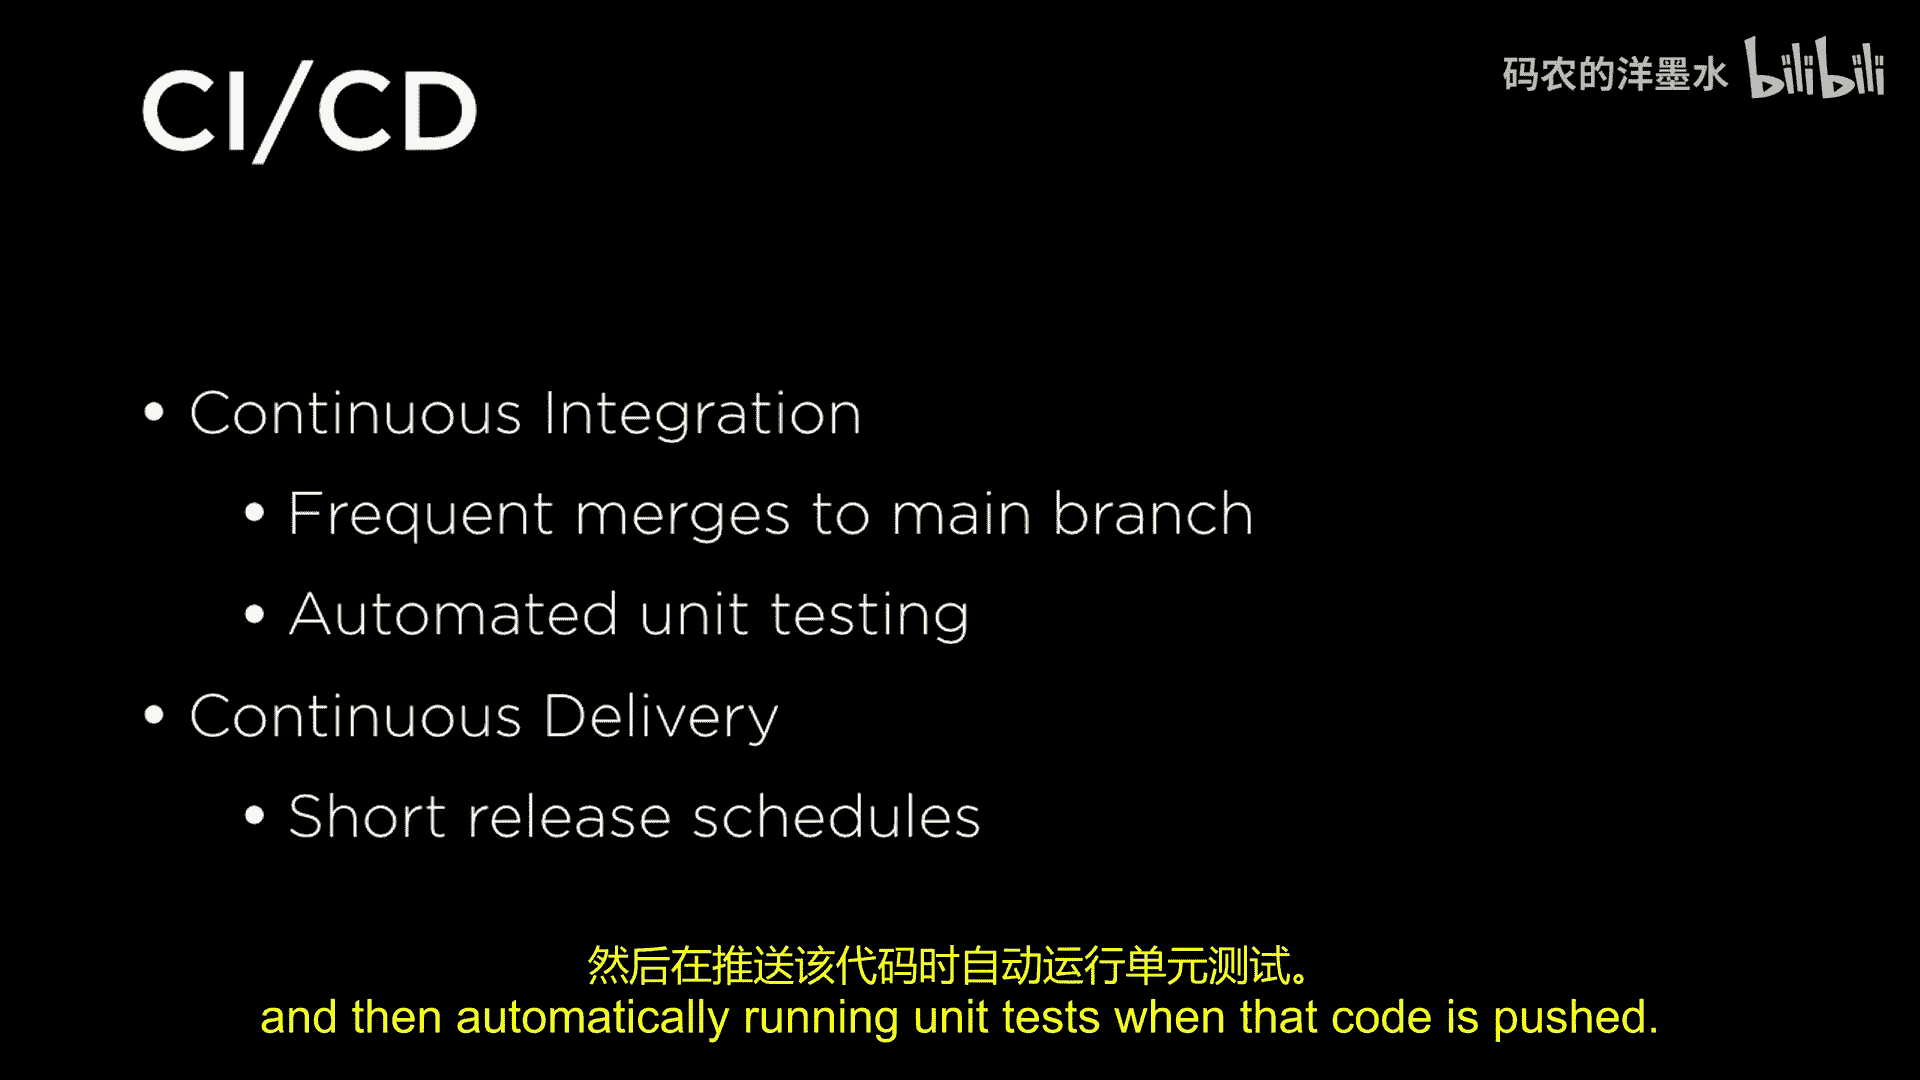 CI/CD
码农的洋墨水 bilibili
• Continuous Integration
• Frequent merges to main branch
• Automated unit testing
• Continuous Delivery
• Short release schedules
然后在推送该代码时自动运行单元测试。
and then automatically running unit tests when that code is pushed.